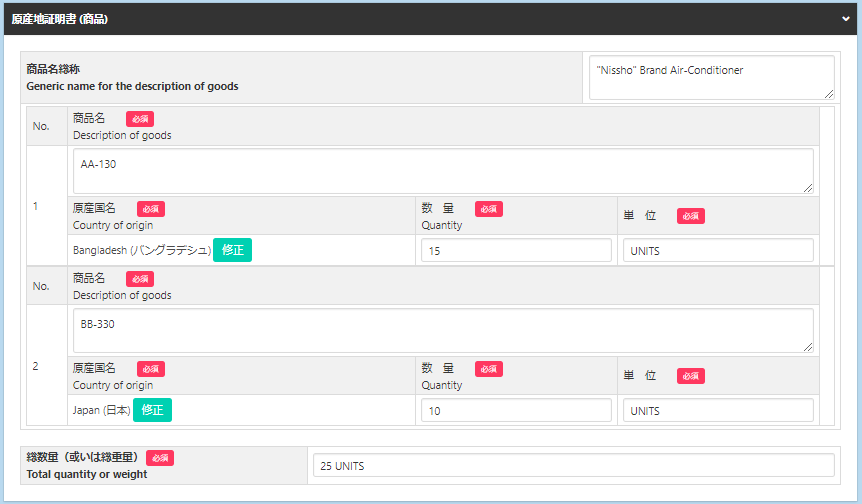 原産地証明書 (商品)
商品名総称
Generic name for the description of goods
"Nissho" Brand Air-Conditioner
No.
商品名 必須
Description of goods
1
AA-130
原産国名 必須
Country of origin
数 量 必須
Quantity
単 位 必須
Bangladesh (バングラデシュ) 修正
15
UNITS
No.
商品名 必須
Description of goods
2
BB-330
原産国名 必須
Country of origin
数 量 必須
Quantity
単 位 必須
Japan (日本) 修正
10
UNITS
総数量（或いは総重量） 必須
Total quantity or weight
25 UNITS